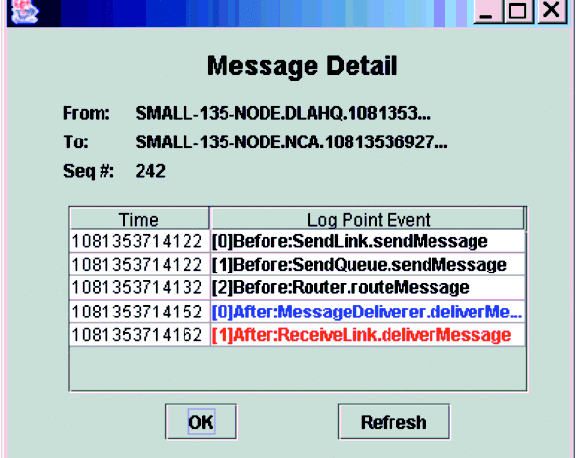 Message Detail
From: SMALL-135-NODE.DLAHQ.1081353...
To: SMALL-135-NODE.NCA.10813536927...
Seq #: 242
Time Log Point Event
1081353714122 [0]Before:SendLink.sendMessage
1081353714122 [1]Before:SendQueue.sendMessage
1081353714132 [2]Before:Router.routeMessage
1081353714152 [0]After:MessageDeliverer.deliverMe...
1081353714162 [1]After:ReceiveLink.deliverMessage
OK Refresh